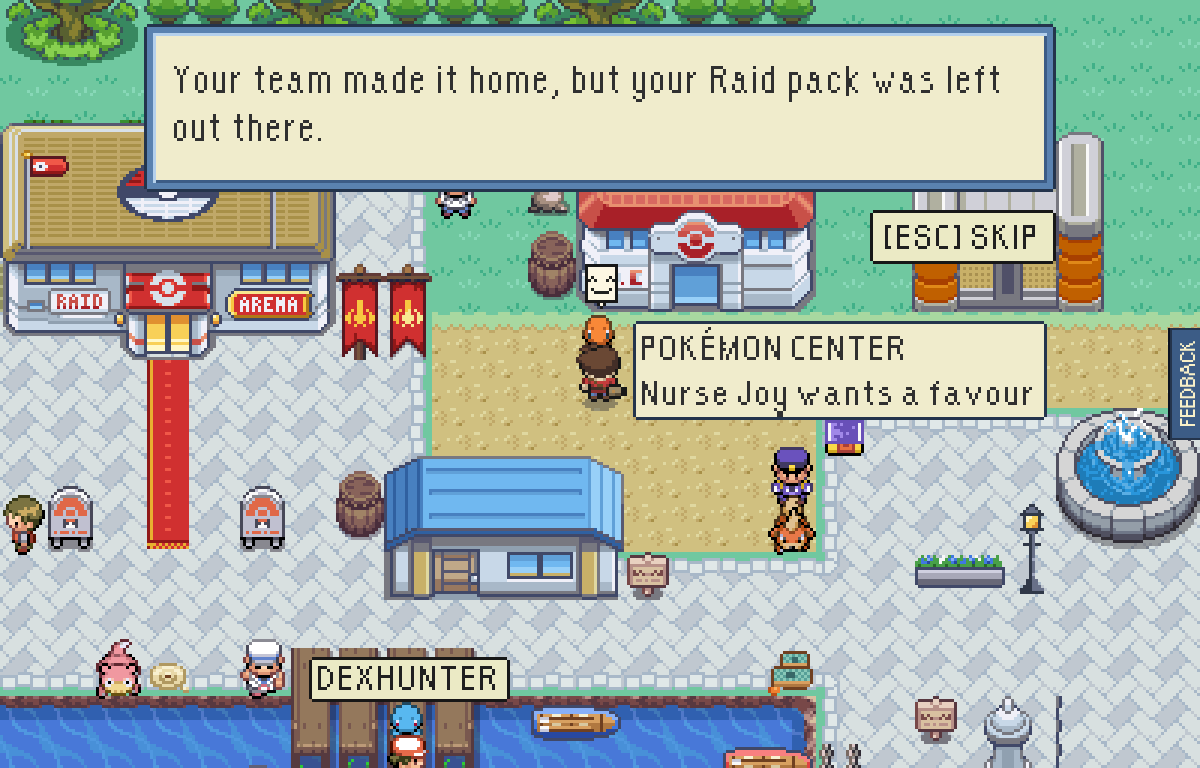 Your team made it home, but your Raid pack was left
out there.
[ESC] SKIP
RAID
ARENA
POKÉMON CENTER
Nurse Joy wants a favour
FEEDBACK
DEXHUNTER